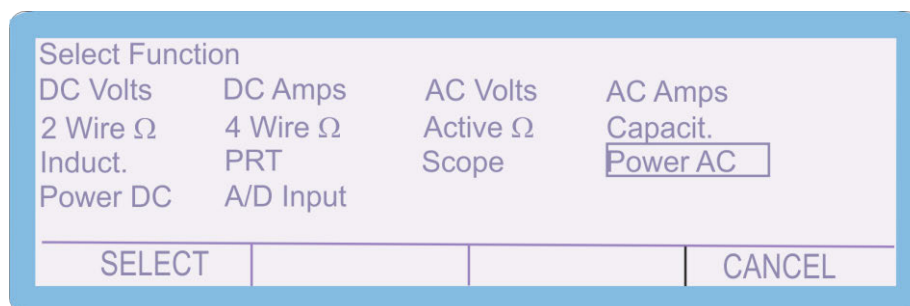 Select Function
DC Volts DC Amps AC Volts AC Amps
2 Wire Ω 4 Wire Ω Active Ω Capacit.
Induct. PRT Scope Power AC
Power DC A/D Input
SELECT CANCEL